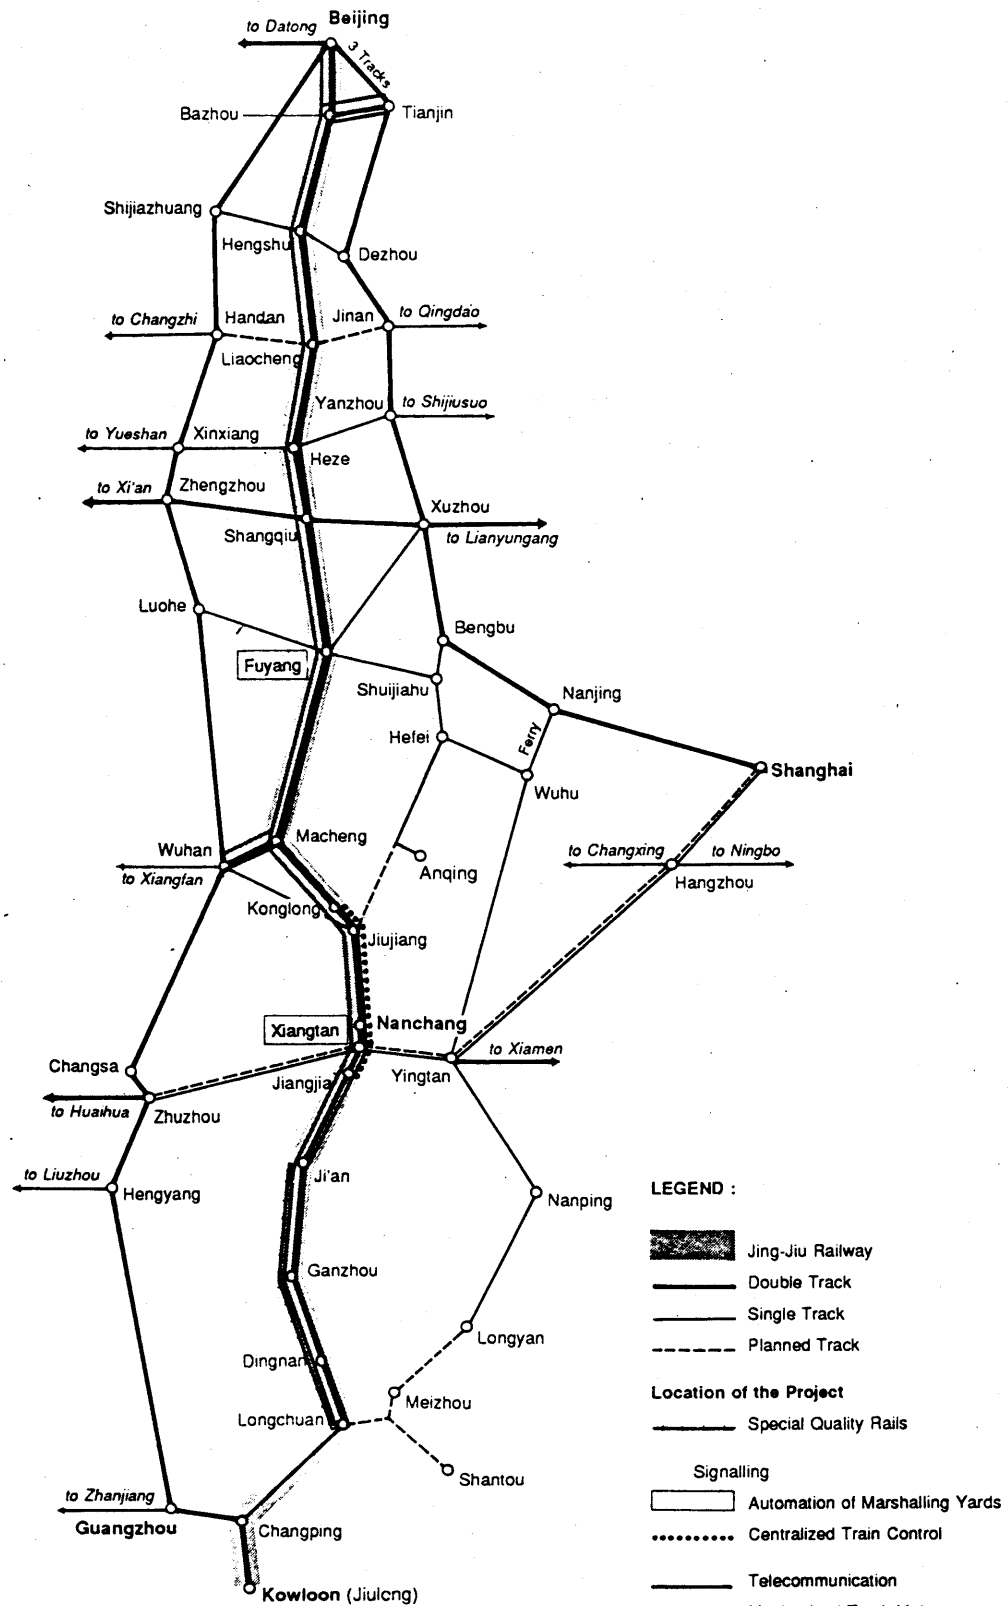 Beijing
to Datong
3 Tracks
Bazhou
Tianjin
Shijiazhuang
Hengshu
Dezhou
to Changzhi
Handan
Jinan
to Qingdao
Liaocheng
Yanzhou
to Shijiusuo
to Yueshan
Xinxiang
Heze
to Xi'an
Zhengzhou
Xuzhou
Shangqiu
to Lianyungang
Luohe
Bengbu
Fuyang
Shuijiahu
Nanjing
Hefei
Ferry
Shanghai
Wuhu
Macheng
Wuhan
to Xiangfan
Anqing
to Changxing
to Ningbo
Hangzhou
Konglong
Jiujiang
Xiangtan
Nanchang
to Xiamen
Changsa
Jiangjia
Yingtan
to Huaihua
Zhuzhou
to Liuzhou
Hengyang
Ji'an
Nanping
Ganzhou
Longyan
Dingnan
Meizhou
Longchuan
Shantou
to Zhanjiang
Guangzhou
Changping
Kowloon (Jiulong)
LEGEND :
Jing-Jiu Railway
Double Track
Single Track
Planned Track
Location of the Project
Special Quality Rails
Signalling
Automation of Marshalling Yards
Centralized Train Control
Telecommunication